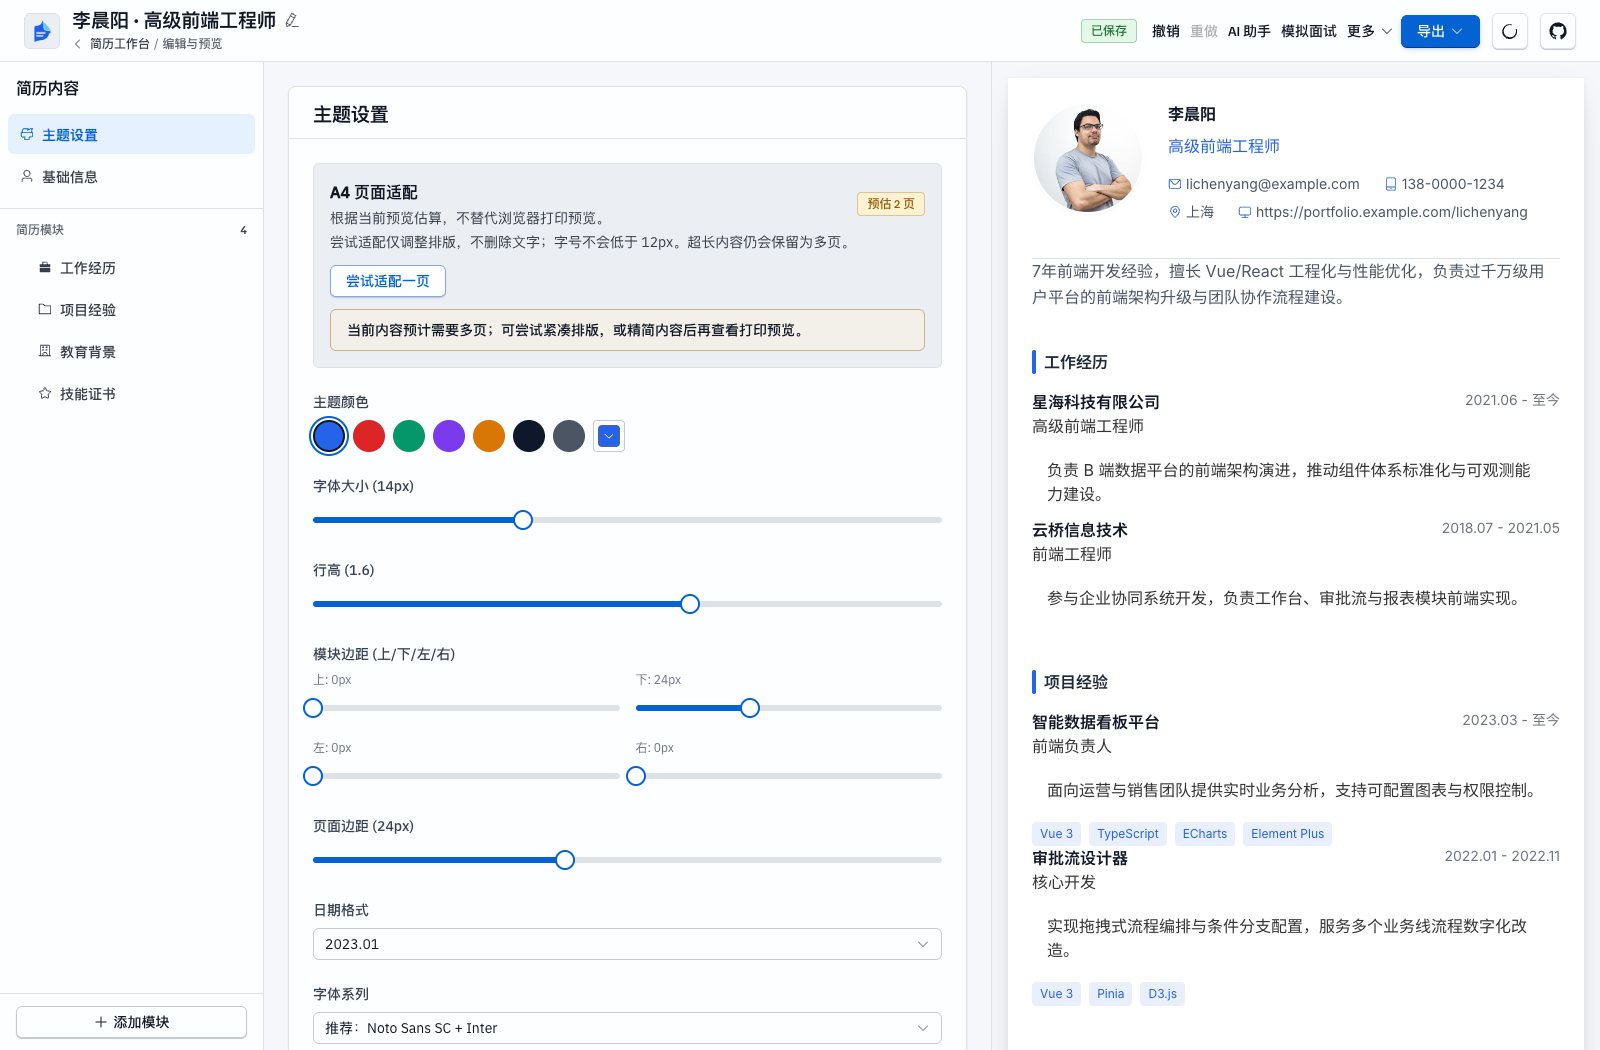 李晨阳 · 高级前端工程师
简历工作台 / 编辑与预览
已保存
撤销
重做
AI 助手
模拟面试
更多
导出
简历内容
主题设置
基础信息
简历模块
4
工作经历
项目经验
教育背景
技能证书
添加模块
主题设置
A4 页面适配
预估 2 页
根据当前预览估算，不替代浏览器打印预览。
尝试适配仅调整排版，不删除文字；字号不会低于 12px。超长内容仍会保留为多页。
尝试适配一页
当前内容预计需要多页；可尝试紧凑排版，或精简内容后再查看打印预览。
主题颜色
字体大小 (14px)
行高 (1.6)
模块边距 (上/下/左/右)
上: 0px
下: 24px
左: 0px
右: 0px
页面边距 (24px)
日期格式
2023.01
字体系列
推荐：Noto Sans SC + Inter
李晨阳
高级前端工程师
lichenyang@example.com
138-0000-1234
上海
https://portfolio.example.com/lichenyang
7年前端开发经验，擅长 Vue/React 工程化与性能优化，负责过千万级用
户平台的前端架构升级与团队协作流程建设。
工作经历
星海科技有限公司
2021.06 - 至今
高级前端工程师
负责 B 端数据平台的前端架构演进，推动组件体系标准化与可观测能
力建设。
云桥信息技术
2018.07 - 2021.05
前端工程师
参与企业协同系统开发，负责工作台、审批流与报表模块前端实现。
项目经验
智能数据看板平台
2023.03 - 至今
前端负责人
面向运营与销售团队提供实时业务分析，支持可配置图表与权限控制。
Vue 3
TypeScript
ECharts
Element Plus
审批流设计器
2022.01 - 2022.11
核心开发
实现拖拽式流程编排与条件分支配置，服务多个业务线流程数字化改
造。
Vue 3
Pinia
D3.js